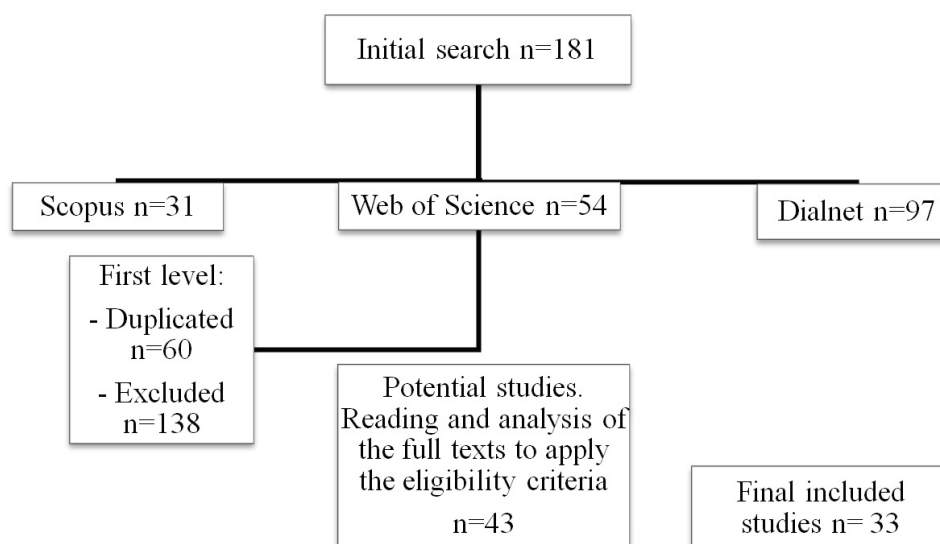 Initial search n=181
Scopus n=31
Web of Science n=54
Dialnet n=97
First level:
- Duplicated
n=60
- Excluded
n=138
Potential studies.
Reading and analysis of
the full texts to apply
the eligibility criteria
n=43
Final included
studies n= 33